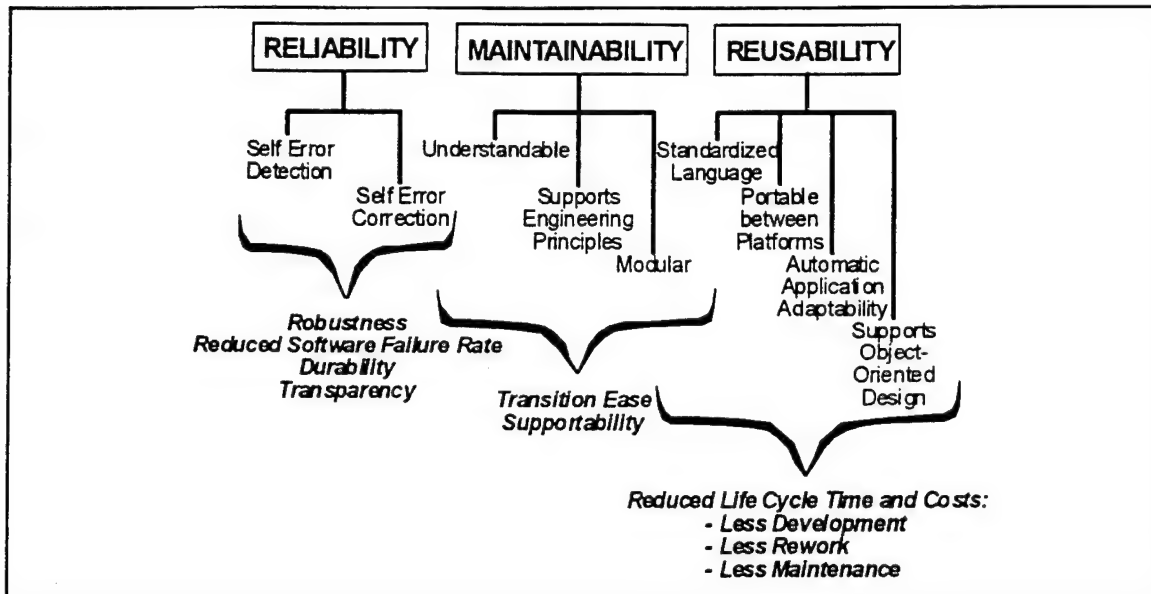 RELIABILITY
Self Error
Detection
Self Error
Correction
Robustness
Reduced Software Failure Rate
Durability
Transparency
MAINTAINABILITY
Understandable
Supports
Engineering
Principles
Modular
Transition Ease
Supportability
REUSABILITY
Standardized
Language
Portable
between
Platforms
Automatic
Application
Adaptability
Supports
Object-
Oriented
Design
Reduced Life Cycle Time and Costs:
- Less Development
- Less Rework
- Less Maintenance